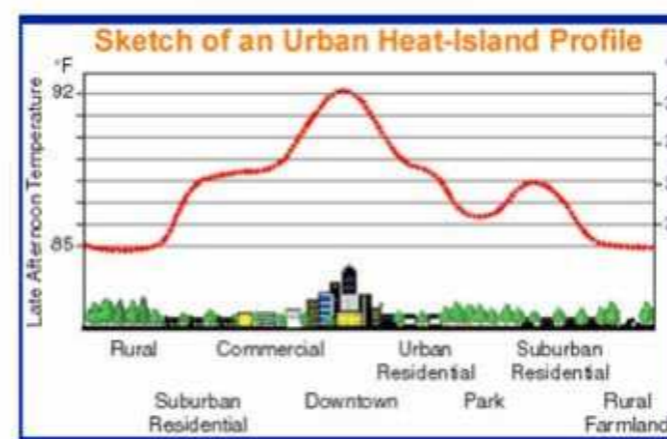 Sketch of an Urban Heat-Island Profile
°F
92
85
Late Afternoon Temperature
Rural
Commercial
Urban
Residential
Suburban
Residential
Suburban
Residential
Downtown
Park
Rural
Farmland